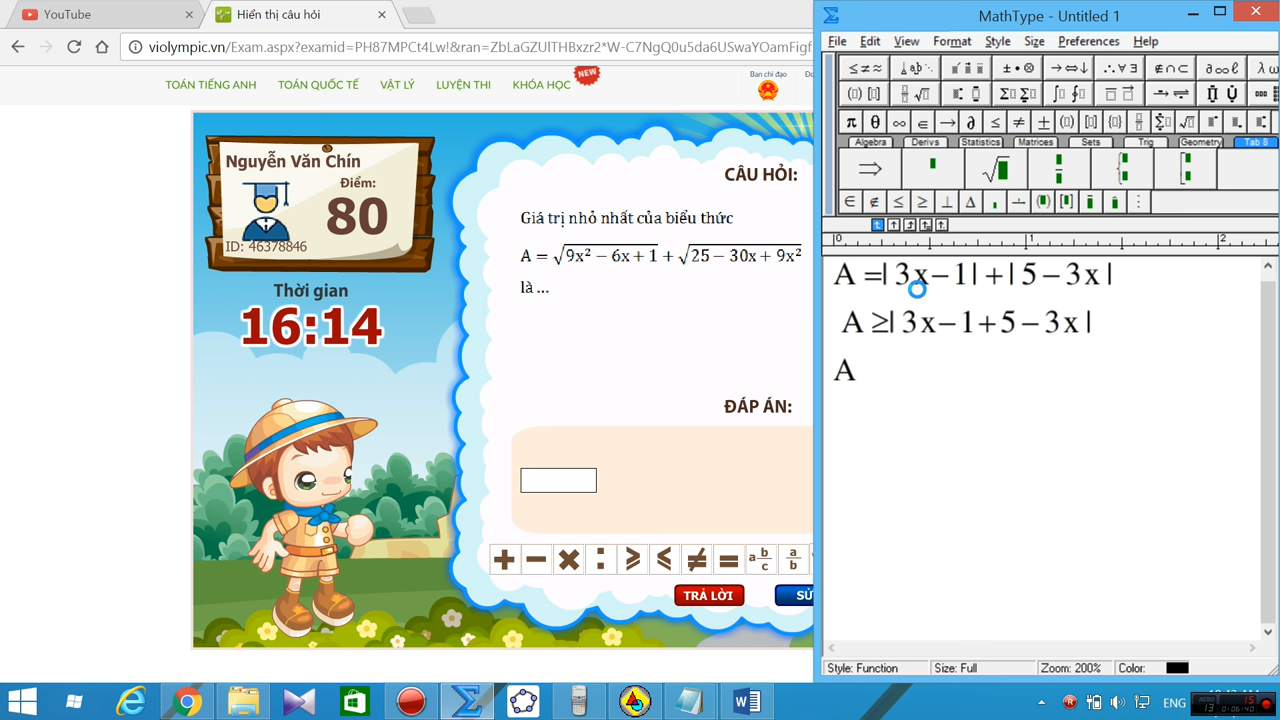 YouTube
Hiển thị câu hỏi
violympic.vn/Exam.aspx?exerid=PH87MPCt4Lw!&ran=ZbLaGZUlTHBxzr2*W-C7NgQ0u5da6USwaYOamFigf
TOÁN TIẾNG ANH TOÁN QUỐC TẾ VẬT LÝ LUYỆN THI KHÓA HỌC NEW
Ban chỉ đạo
Nguyễn Văn Chín
Điểm:
80
ID: 46378846
Thời gian
16:14
CÂU HỎI:
Giá trị nhỏ nhất của biểu thức
A = √9x² − 6x + 1 + √25 − 30x + 9x²
là ...
ĐÁP ÁN:
+ − × : ≥ ≤ ≠ = a b/c a/b
TRẢ LỜI SỬ
MathType - Untitled 1
File Edit View Format Style Size Preferences Help
Algebra Derivs Statistics Matrices Sets Trig Geometry Tab 8
0 1 2
A =| 3x − 1 | + | 5 − 3x |
A ≥| 3x − 1 + 5 − 3x |
A
Style: Function Size: Full Zoom: 200% Color:
ENG